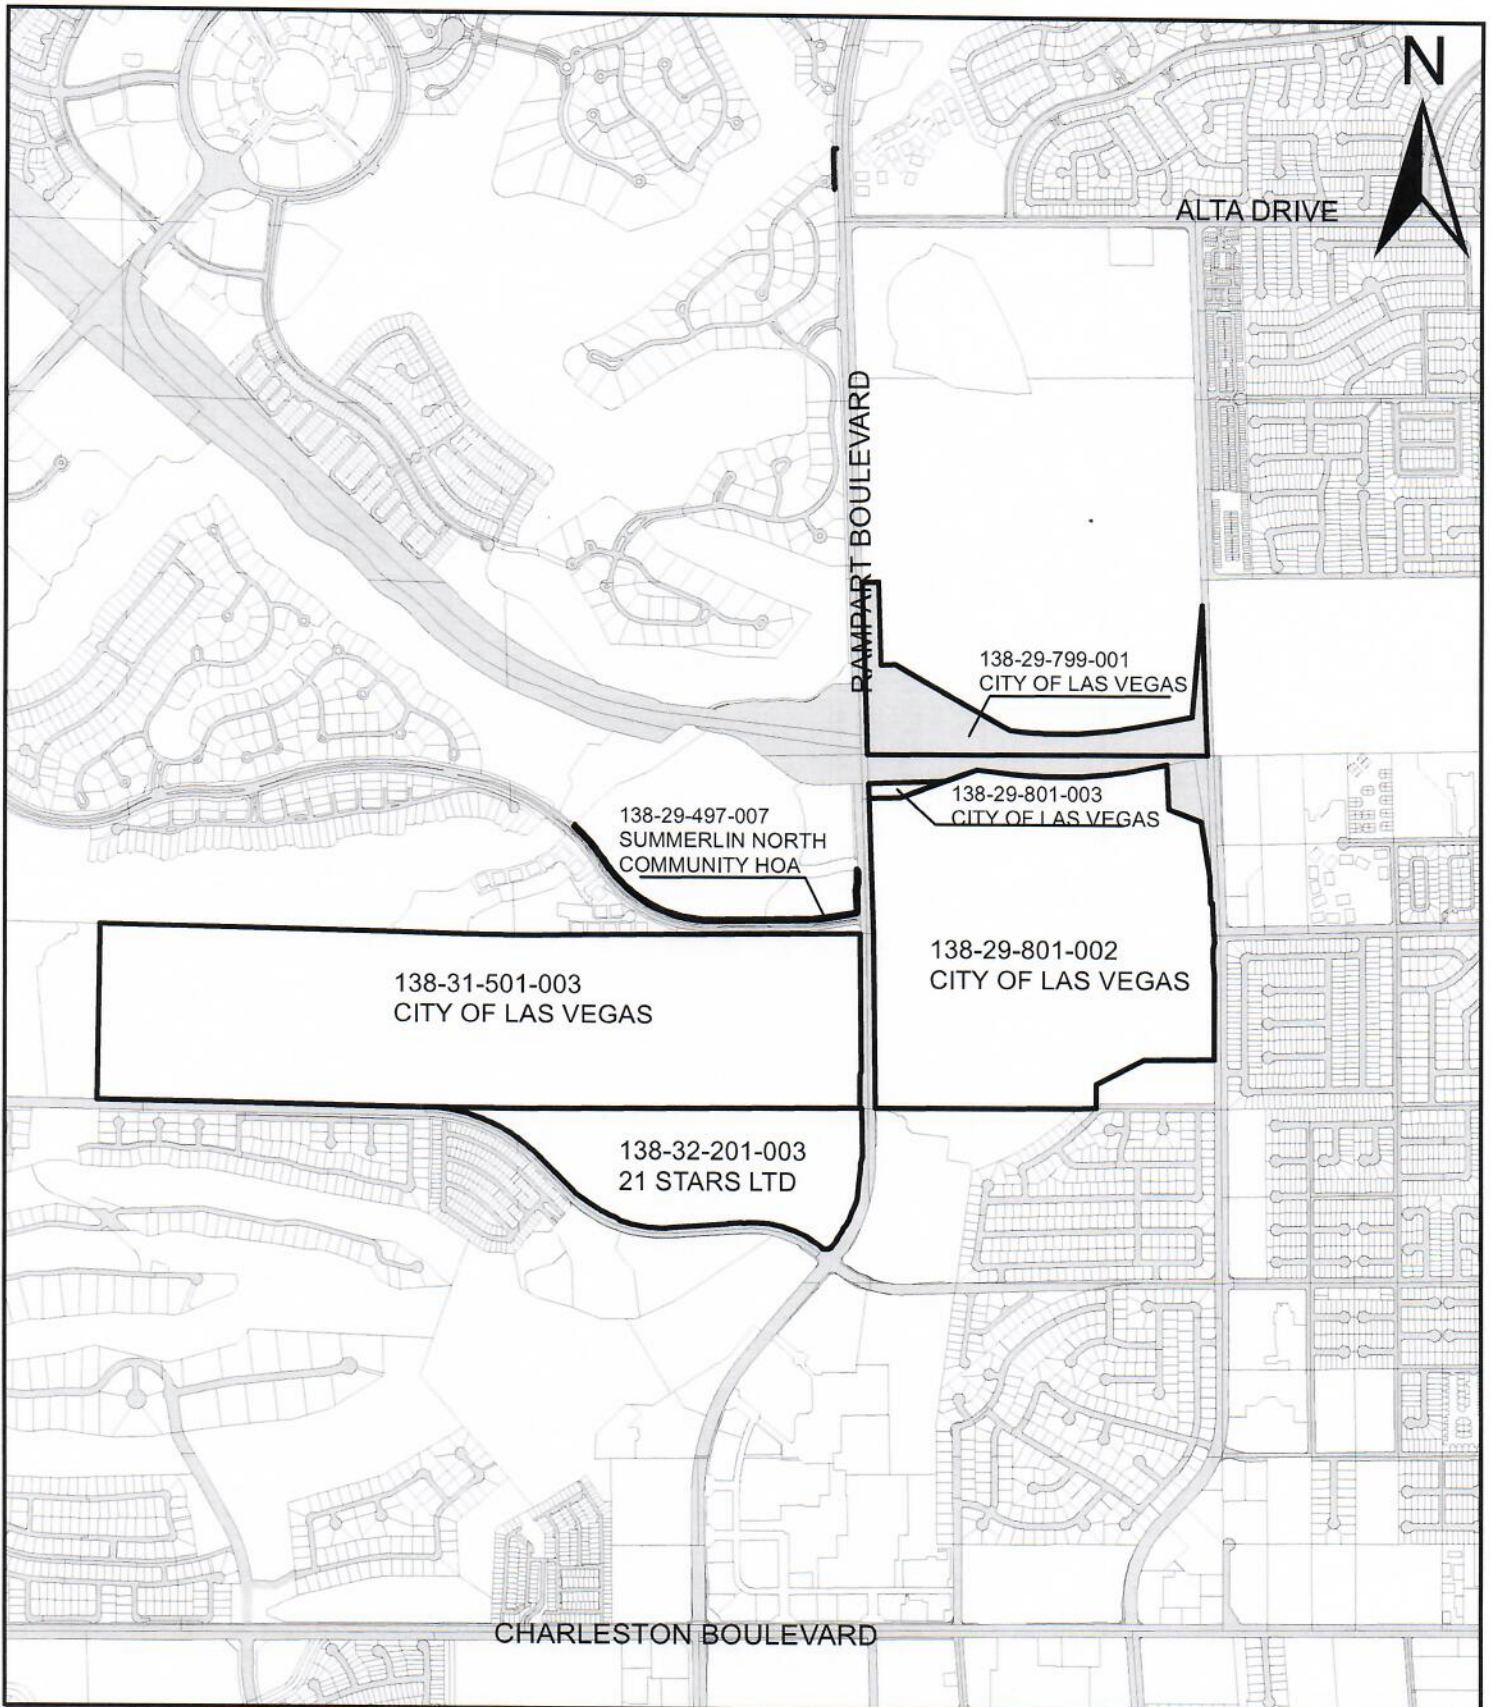 N
ALTA DRIVE
RAMPART BOULEVARD
138-29-799-001
CITY OF LAS VEGAS
138-29-801-003
CITY OF LAS VEGAS
138-29-497-007
SUMMERLIN NORTH
COMMUNITY HOA
138-29-801-002
CITY OF LAS VEGAS
138-31-501-003
CITY OF LAS VEGAS
138-32-201-003
21 STARS LTD
CHARLESTON BOULEVARD